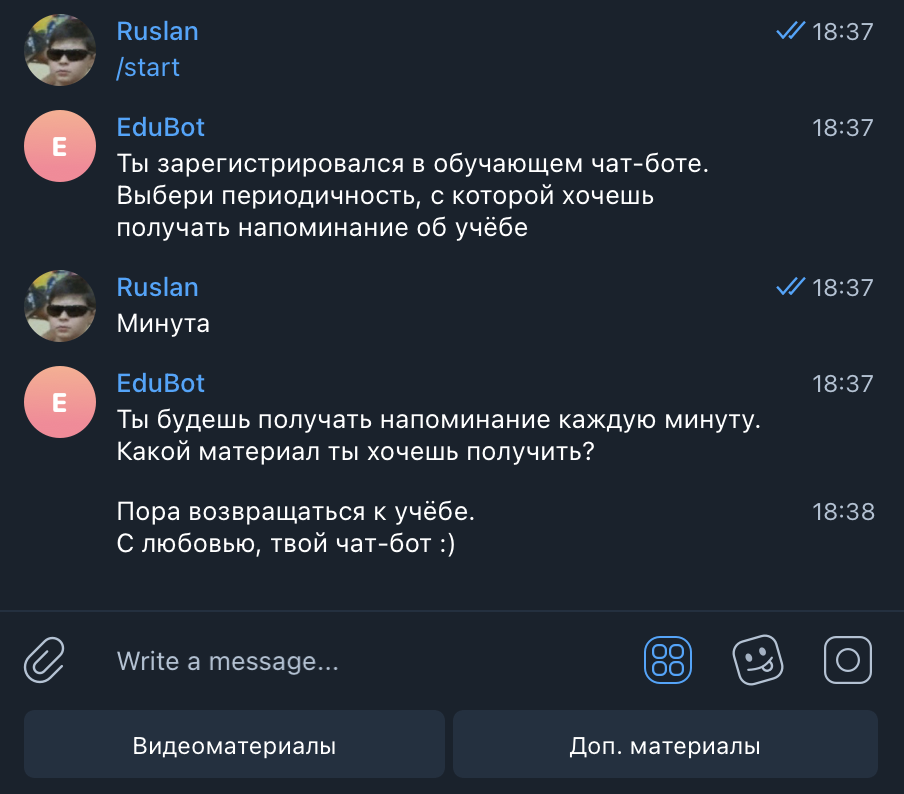 Ruslan 18:37
/start
EduBot 18:37
E
Ты зарегистрировался в обучающем чат-боте.
Выбери периодичность, с которой хочешь
получать напоминание об учёбе
Ruslan 18:37
Минута
EduBot 18:37
E
Ты будешь получать напоминание каждую минуту.
Какой материал ты хочешь получить?
Пора возвращаться к учёбе. 18:38
С любовью, твой чат-бот :)
Write a message...
Видеоматериалы Доп. материалы